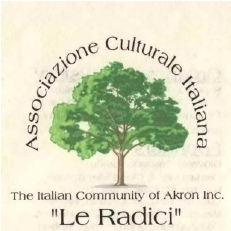 Associazione Culturale Italiana
The Italian Community of Akron Inc.
"Le Radici"